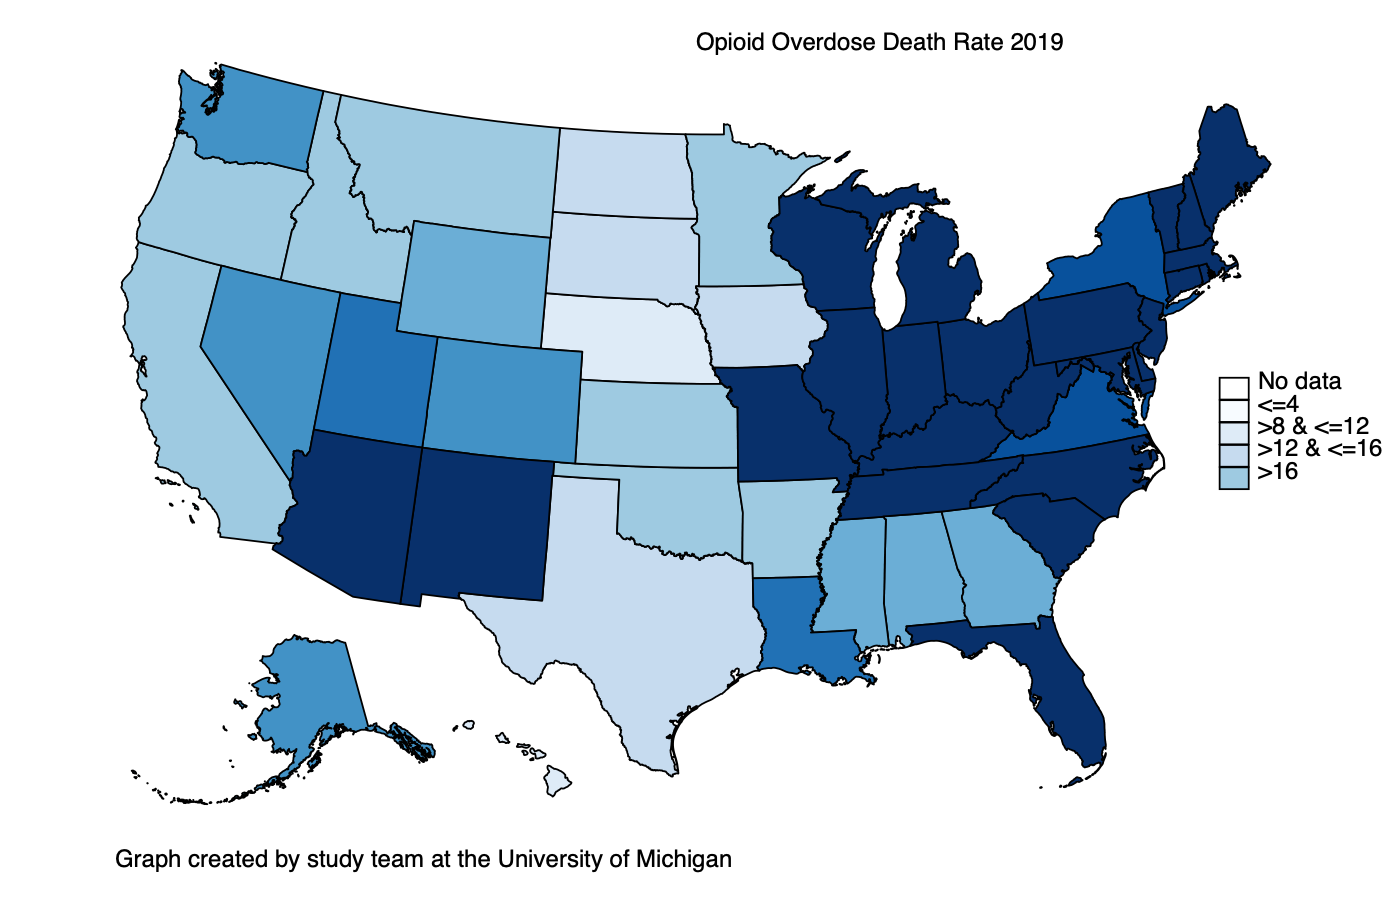 Opioid Overdose Death Rate 2019
No data
<=4
>8 & <=12
>12 & <=16
>16
Graph created by study team at the University of Michigan